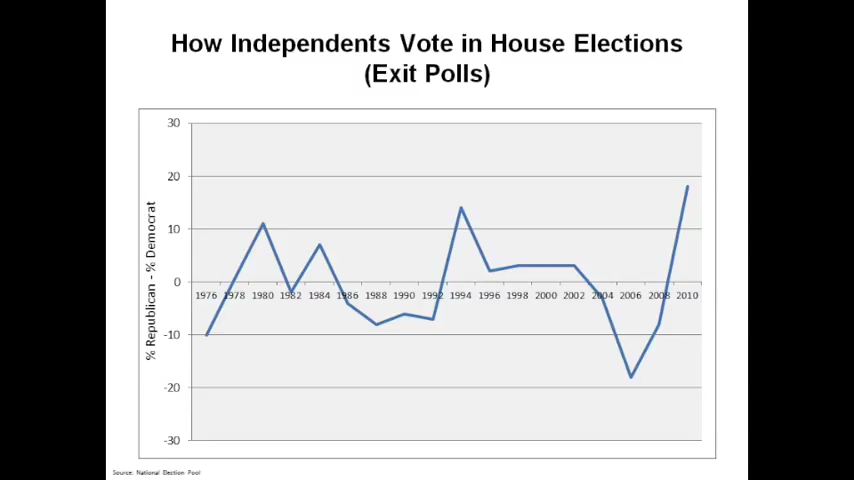 How Independents Vote in House Elections
(Exit Polls)
30
20
10
0
-10
-20
-30
% Republican - % Democrat
1976 1978 1980 1982 1984 1986 1988 1990 1992 1994 1996 1998 2000 2002 2004 2006 2008 2010
Source: National Election Pool